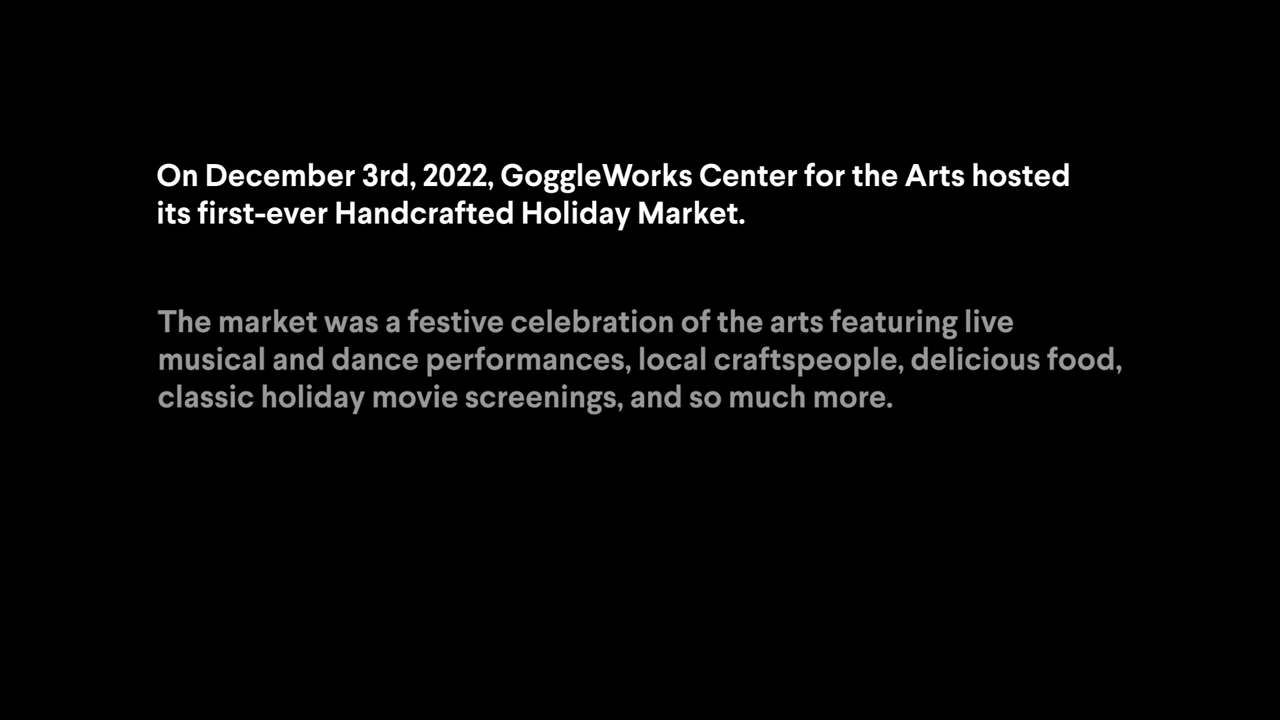 On December 3rd, 2022, GoggleWorks Center for the Arts hosted
its first-ever Handcrafted Holiday Market.
The market was a festive celebration of the arts featuring live
musical and dance performances, local craftspeople, delicious food,
classic holiday movie screenings, and so much more.